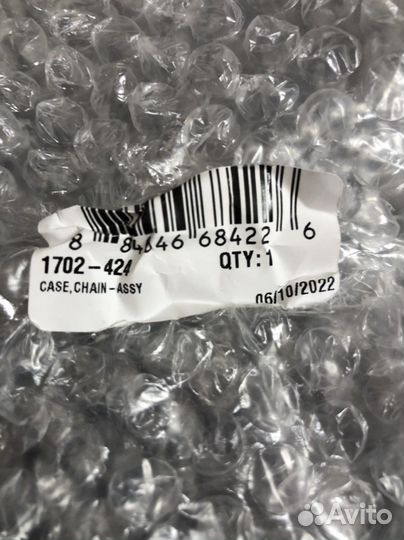 8 84646 68422 6
1702-424 QTY:1
CASE,CHAIN-ASSY
06/10/2022
Avito